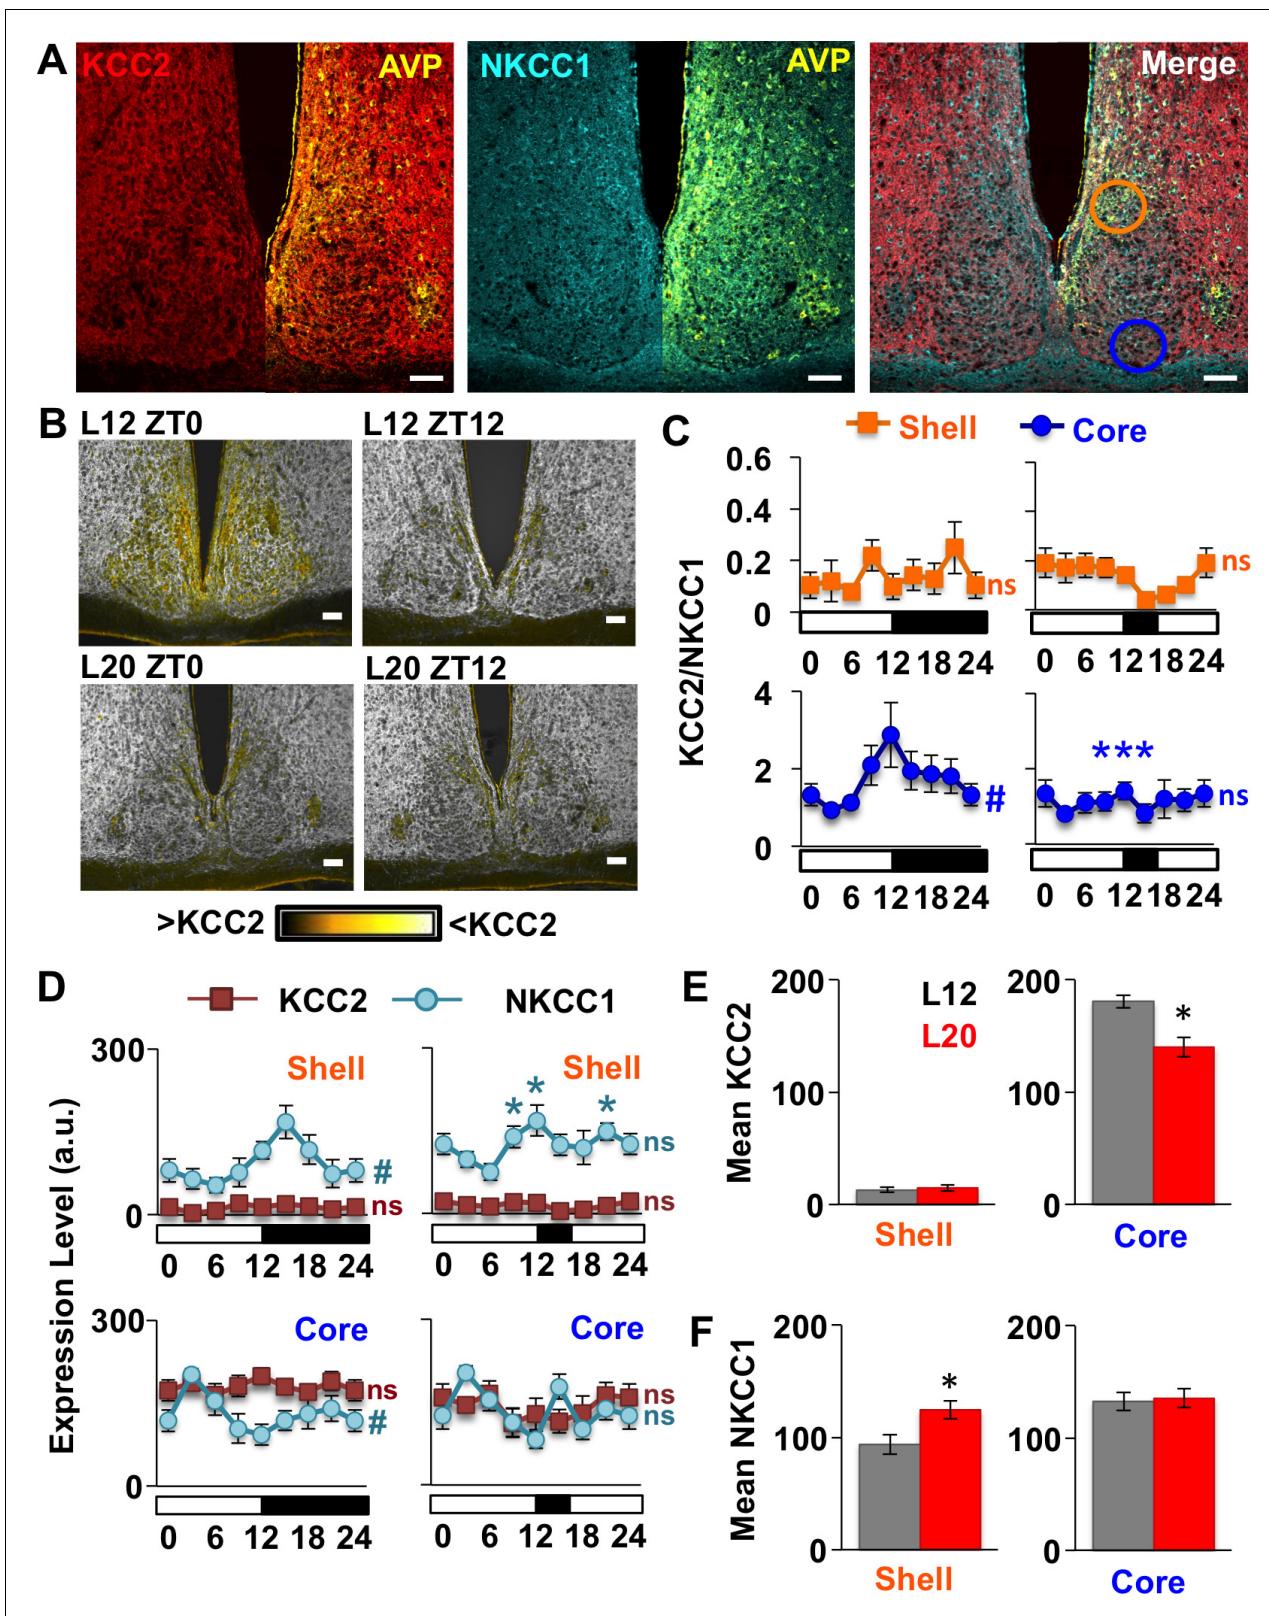 A
KCC2 AVP NKCC1 AVP Merge
B
L12 ZT0 L12 ZT12
L20 ZT0 L20 ZT12
>KCC2 <KCC2
C
Shell Core
KCC2/NKCC1
0.6
0.4
0.2
0
ns ns
0 6 12 18 24 0 6 12 18 24
4
2
0
# *** ns
0 6 12 18 24 0 6 12 18 24
D
KCC2 NKCC1
Expression Level (a.u.)
300
0
Shell Shell
* * *
# ns
ns ns
0 6 12 18 24 0 6 12 18 24
300
0
Core Core
ns ns
# ns
0 6 12 18 24 0 6 12 18 24
E
Mean KCC2
200
100
0
L12
L20
Shell
200
100
0
*
Core
F
Mean NKCC1
200
100
0
*
Shell
200
100
0
Core